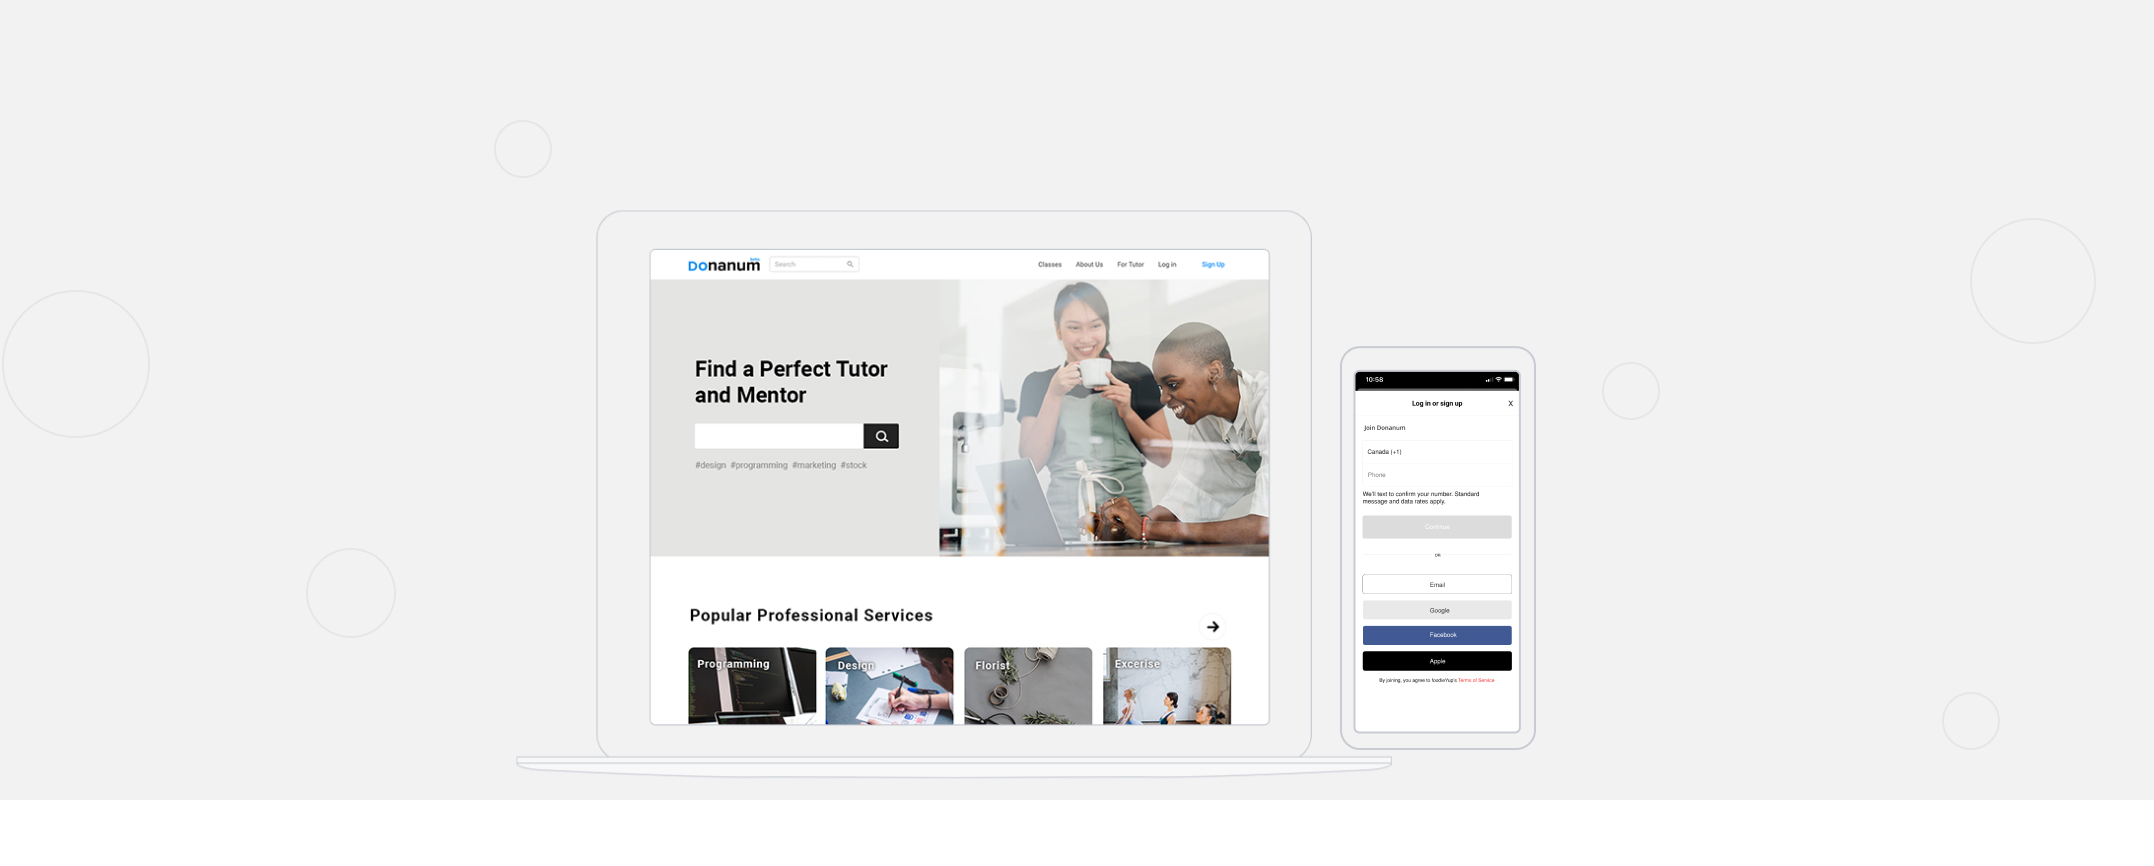 Donanum beta
Search
Classes About Us For Tutor Log in Sign Up
Find a Perfect Tutor
and Mentor
#design #programming #marketing #stock
Popular Professional Services
Programming
Design
Florist
Excerise
10:58
Log in or sign up X
Join Donanum
Canada (+1)
Phone
We'll text to confirm your number. Standard
message and data rates apply.
Continue
OR
Email
Google
Facebook
Apple
By joining, you agree to foodieYup's Terms of Service